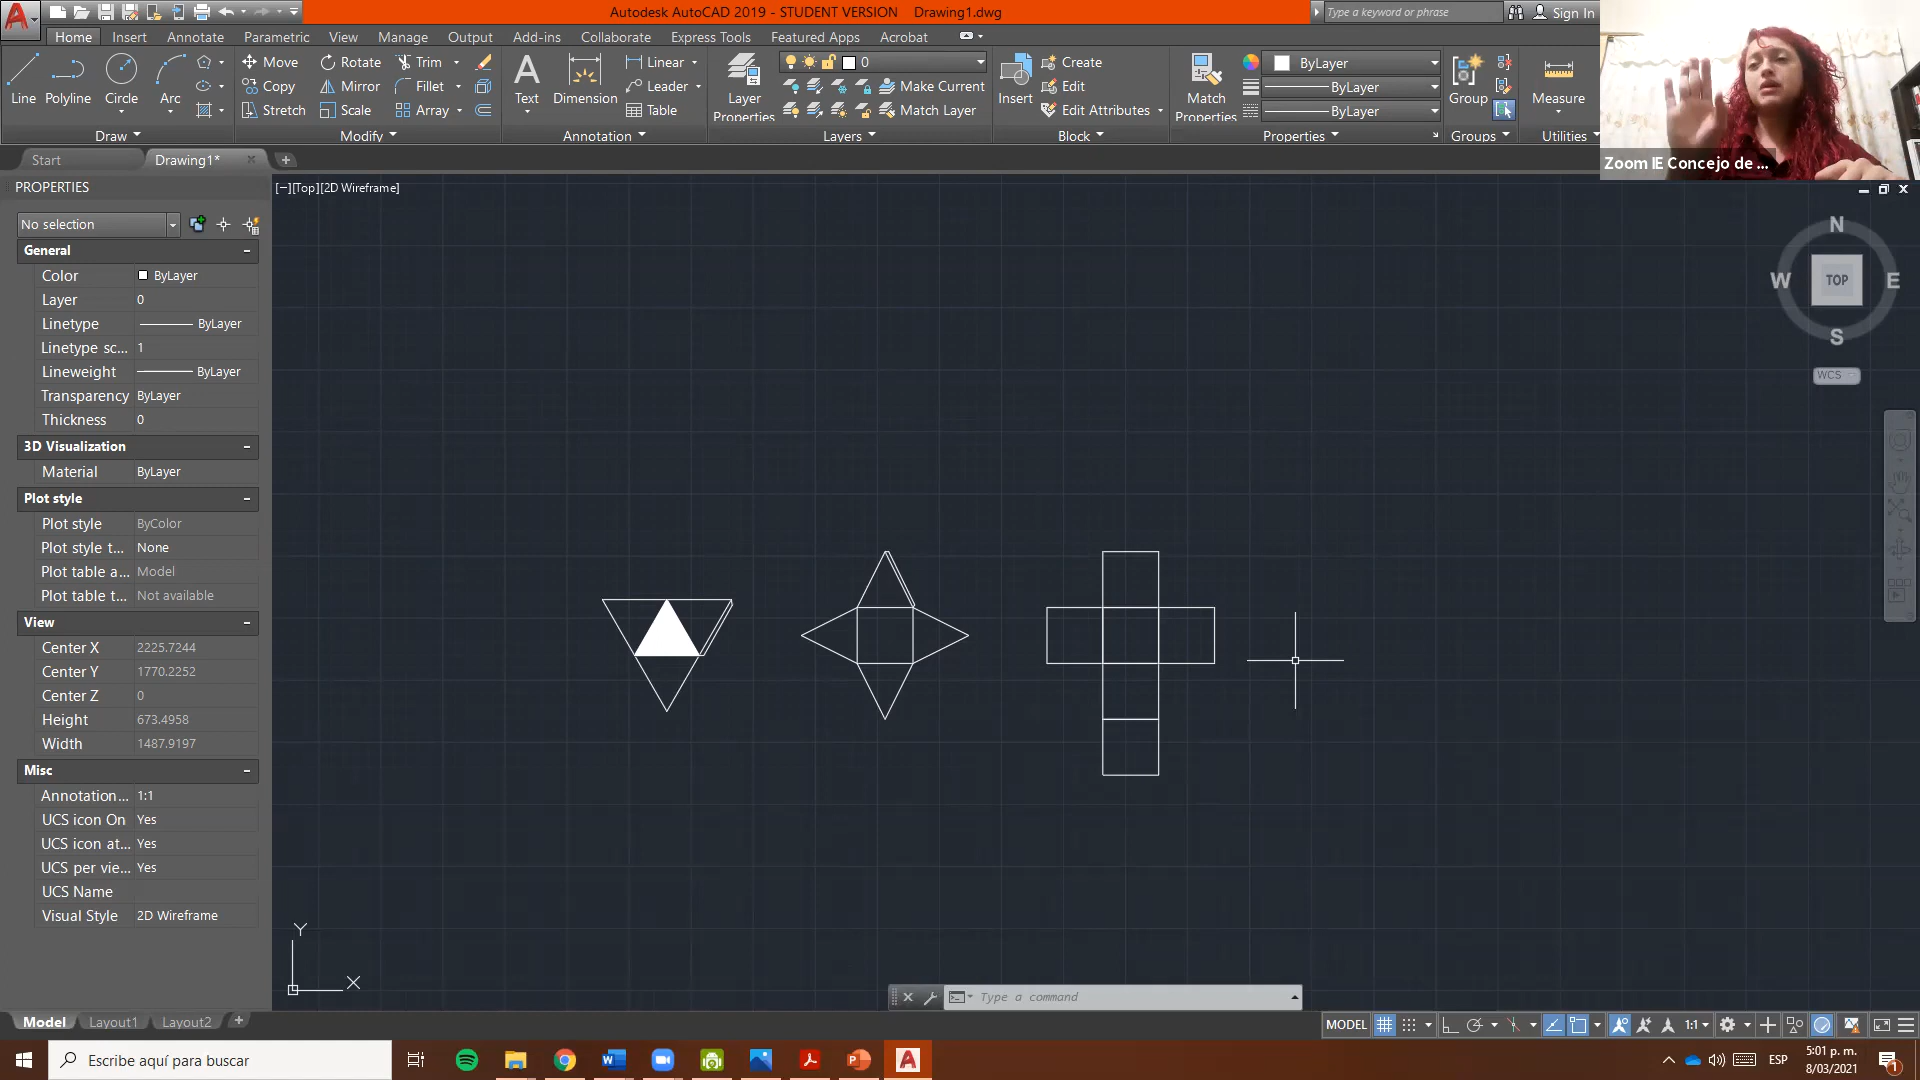 Autodesk AutoCAD 2019 - STUDENT VERSION Drawing1.dwg
Type a keyword or phrase
Sign In
Home Insert Annotate Parametric View Manage Output Add-ins Collaborate Express Tools Featured Apps Acrobat
Line Polyline Circle Arc
Move Rotate Trim
Copy Mirror Fillet
Stretch Scale Array
Text Dimension
Linear
Leader
Table
Layer Properties
0
Make Current
Match Layer
Insert
Create
Edit
Edit Attributes
Match Properties
ByLayer
ByLayer
ByLayer
Group
Measure
Draw Modify Annotation Layers Block Properties Groups Utilities
Zoom IE Concejo de ...
Start Drawing1*
PROPERTIES
[−][Top][2D Wireframe]
No selection
General
Color ByLayer
Layer 0
Linetype ByLayer
Linetype sc... 1
Lineweight ByLayer
Transparency ByLayer
Thickness 0
3D Visualization
Material ByLayer
Plot style
Plot style ByColor
Plot style t... None
Plot table a... Model
Plot table t... Not available
View
Center X 2225.7244
Center Y 1770.2252
Center Z 0
Height 673.4958
Width 1487.9197
Misc
Annotation... 1:1
UCS icon On Yes
UCS icon at... Yes
UCS per vie... Yes
UCS Name
Visual Style 2D Wireframe
N
W TOP E
S
WCS
Y
X
Type a command
Model Layout1 Layout2
MODEL 1:1
Escribe aquí para buscar
ESP
5:01 p. m.
8/03/2021
1